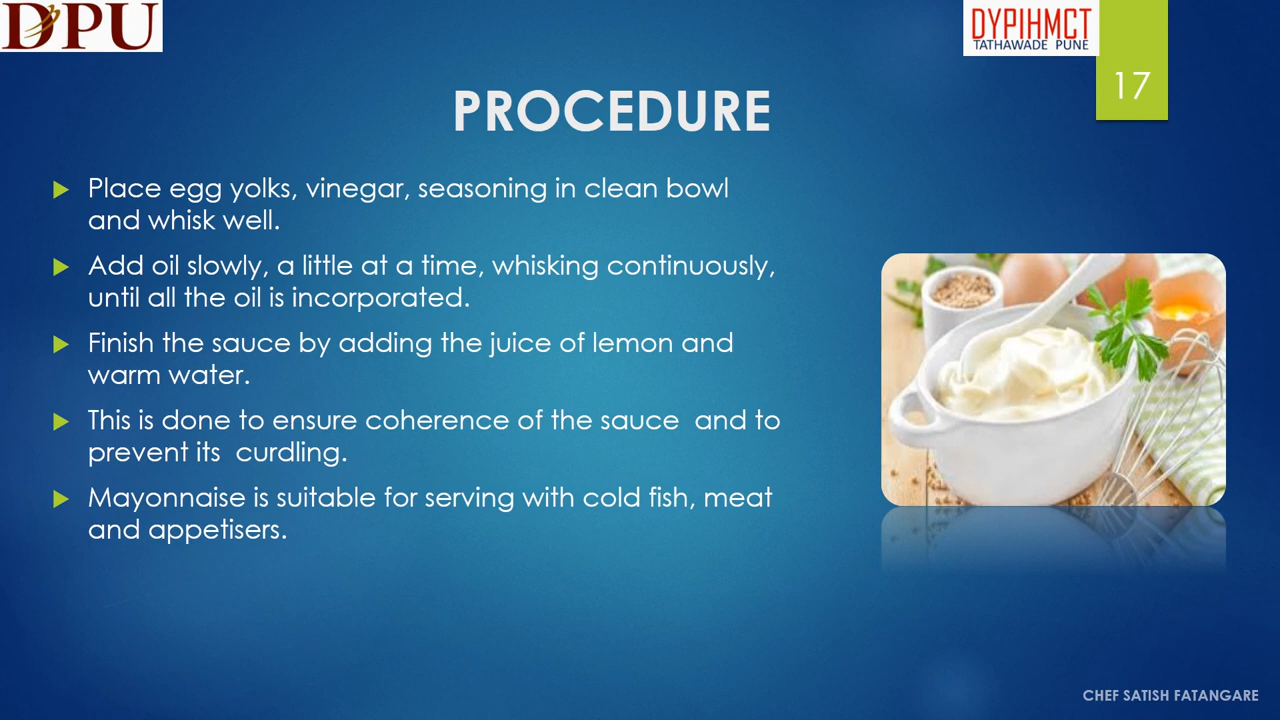 DPU
DYPIHMCT
TATHAWADE PUNE
17
PROCEDURE
Place egg yolks, vinegar, seasoning in clean bowl
and whisk well.
Add oil slowly, a little at a time, whisking continuously,
until all the oil is incorporated.
Finish the sauce by adding the juice of lemon and
warm water.
This is done to ensure coherence of the sauce  and to
prevent its  curdling.
Mayonnaise is suitable for serving with cold fish, meat
and appetisers.
CHEF SATISH FATANGARE